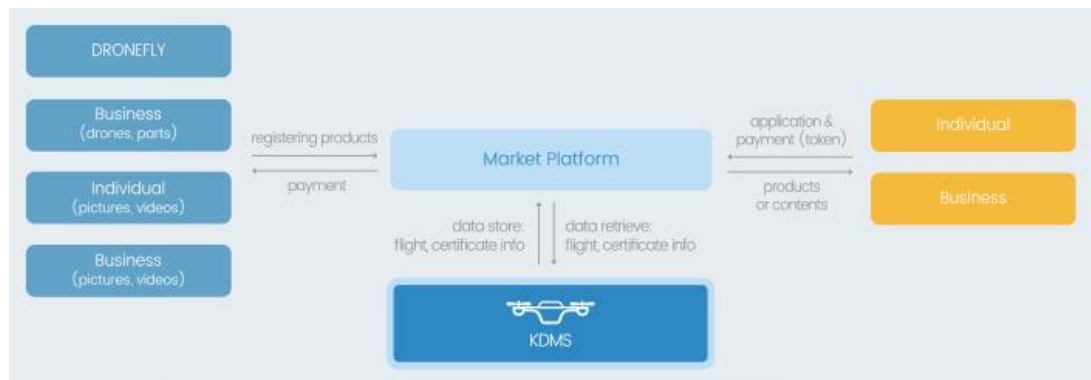 DRONEFLY
Business
(drones, parts)
Individual
(pictures, videos)
Business
(pictures, videos)
registering products
payment
Market Platform
data store:
flight, certificate info
data retrieve:
flight, certificate info
KDMS
application &
payment (token)
products
or contents
Individual
Business